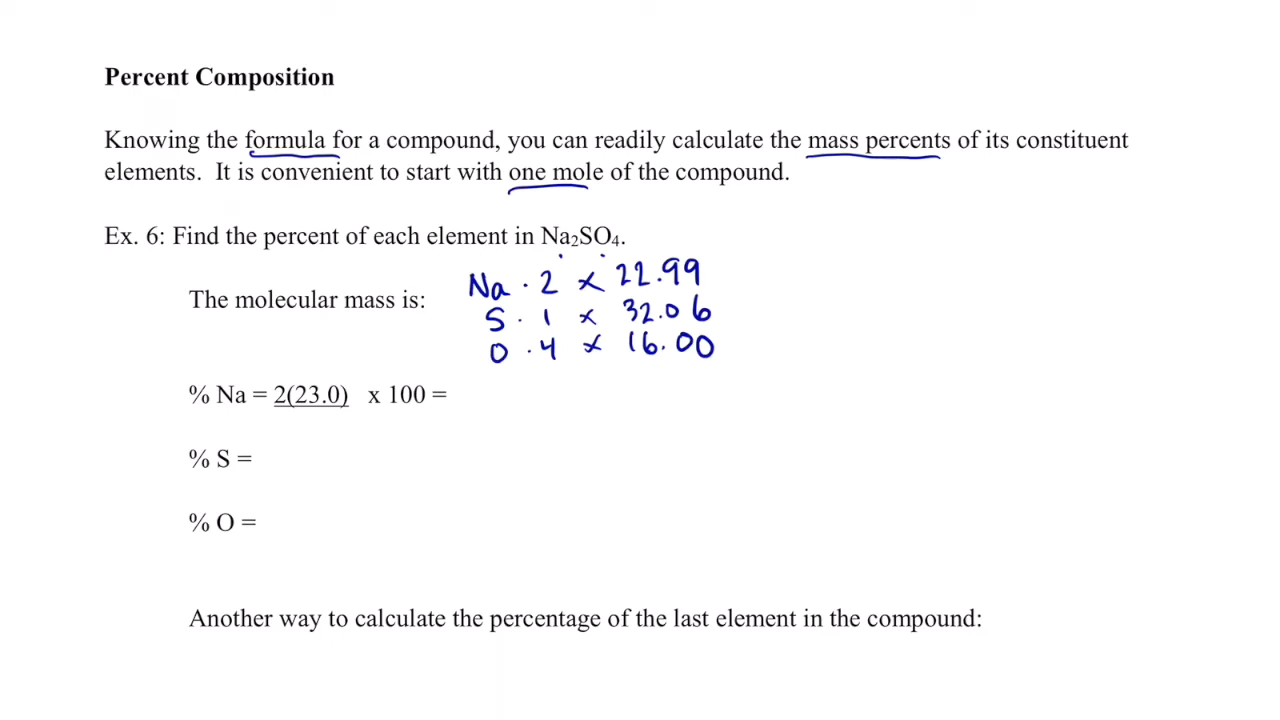 Percent Composition
Knowing the formula for a compound, you can readily calculate the mass percents of its constituent
elements. It is convenient to start with one mole of the compound.
Ex. 6: Find the percent of each element in Na₂SO₄.
The molecular mass is:
Na · 2 x 22.99
S · 1 x 32.06
O · 4 x 16.00
% Na = 2(23.0) x 100 =
% S =
% O =
Another way to calculate the percentage of the last element in the compound: